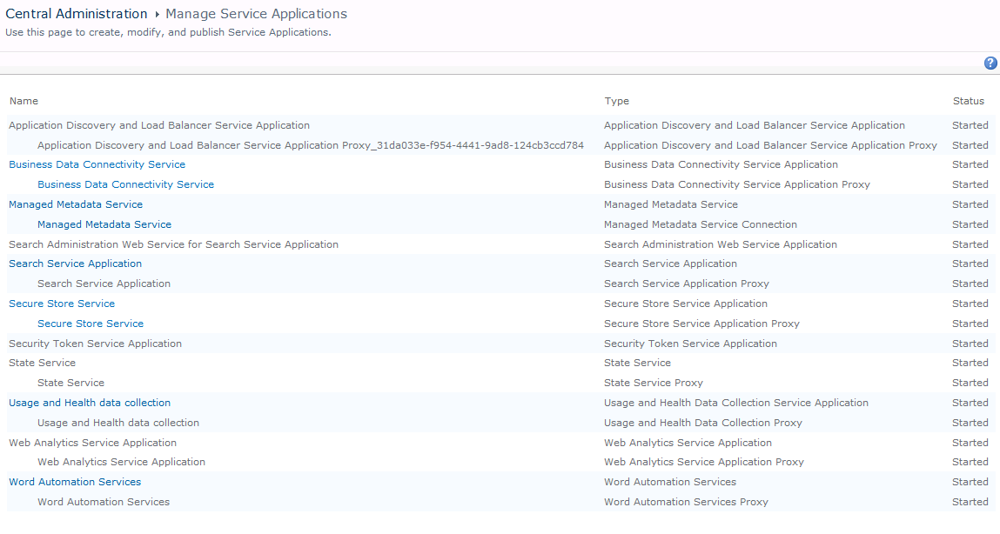 Central Administration ▸ Manage Service Applications
Use this page to create, modify, and publish Service Applications.
?
Name Type Status
Application Discovery and Load Balancer Service Application Application Discovery and Load Balancer Service Application Started
Application Discovery and Load Balancer Service Application Proxy_31da033e-f954-4441-9ad8-124cb3ccd784 Application Discovery and Load Balancer Service Application Proxy Started
Business Data Connectivity Service Business Data Connectivity Service Application Started
Business Data Connectivity Service Business Data Connectivity Service Application Proxy Started
Managed Metadata Service Managed Metadata Service Started
Managed Metadata Service Managed Metadata Service Connection Started
Search Administration Web Service for Search Service Application Search Administration Web Service Application Started
Search Service Application Search Service Application Started
Search Service Application Search Service Application Proxy Started
Secure Store Service Secure Store Service Application Started
Secure Store Service Secure Store Service Application Proxy Started
Security Token Service Application Security Token Service Application Started
State Service State Service Started
State Service State Service Proxy Started
Usage and Health data collection Usage and Health Data Collection Service Application Started
Usage and Health data collection Usage and Health Data Collection Proxy Started
Web Analytics Service Application Web Analytics Service Application Started
Web Analytics Service Application Web Analytics Service Application Proxy Started
Word Automation Services Word Automation Services Started
Word Automation Services Word Automation Services Proxy Started